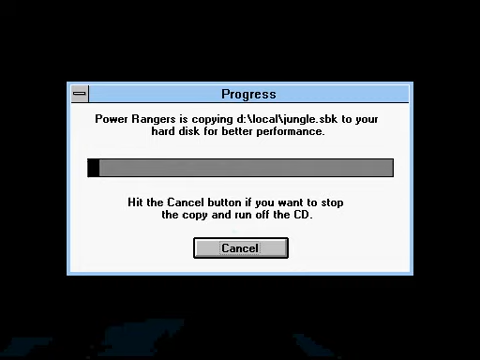 Progress
Power Rangers is copying d:\local\jungle.sbk to your
hard disk for better performance.
Hit the Cancel button if you want to stop
the copy and run off the CD.
Cancel